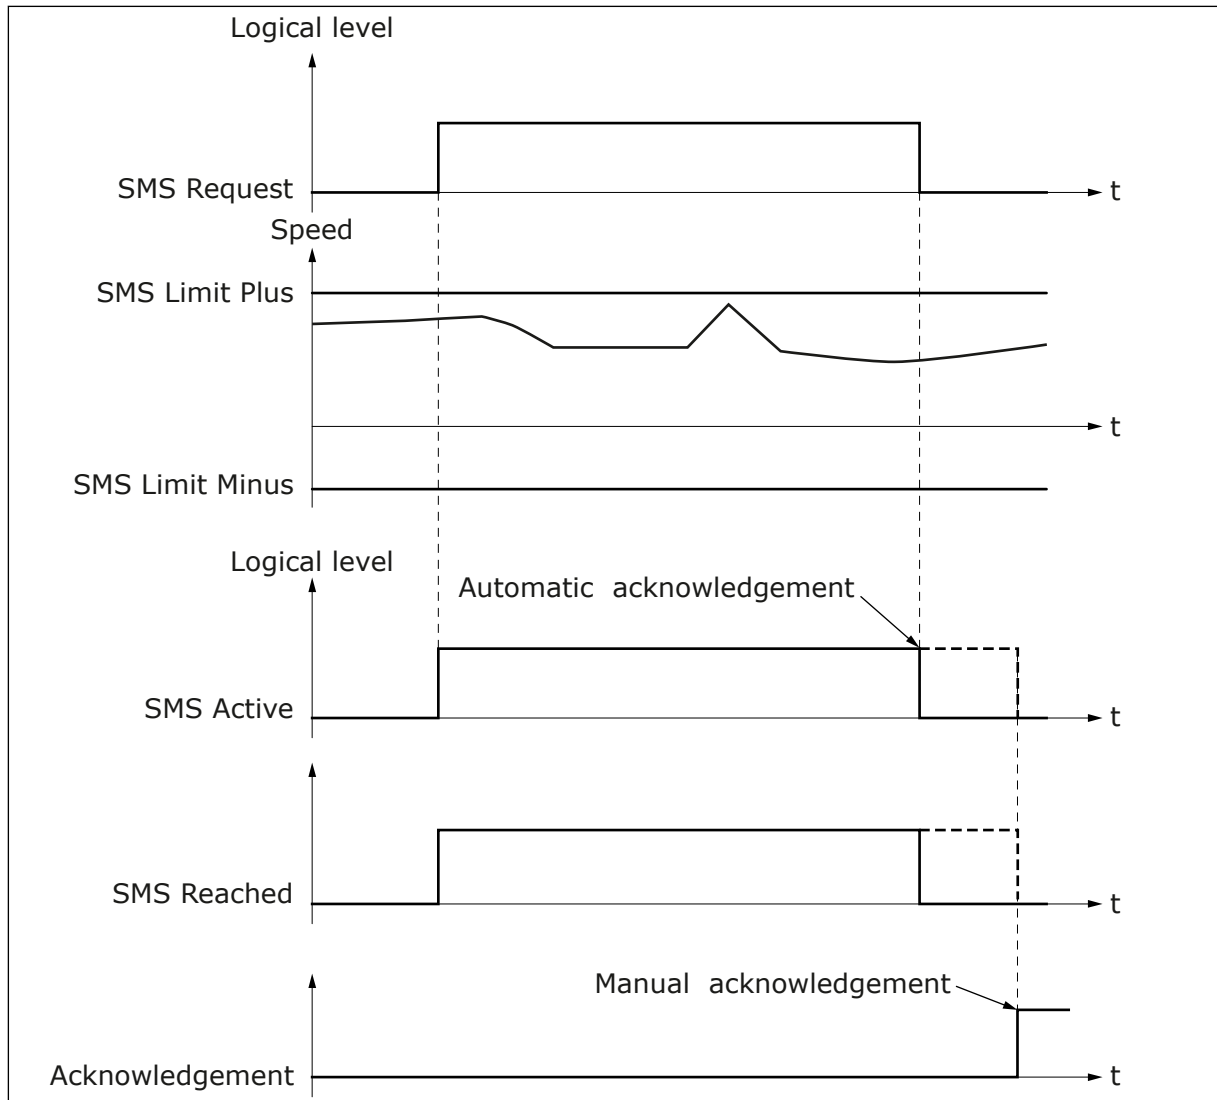 Logical level
SMS Request
t
Speed
SMS Limit Plus
t
SMS Limit Minus
Logical level
Automatic acknowledgement
SMS Active
t
SMS Reached
t
Manual acknowledgement
Acknowledgement
t